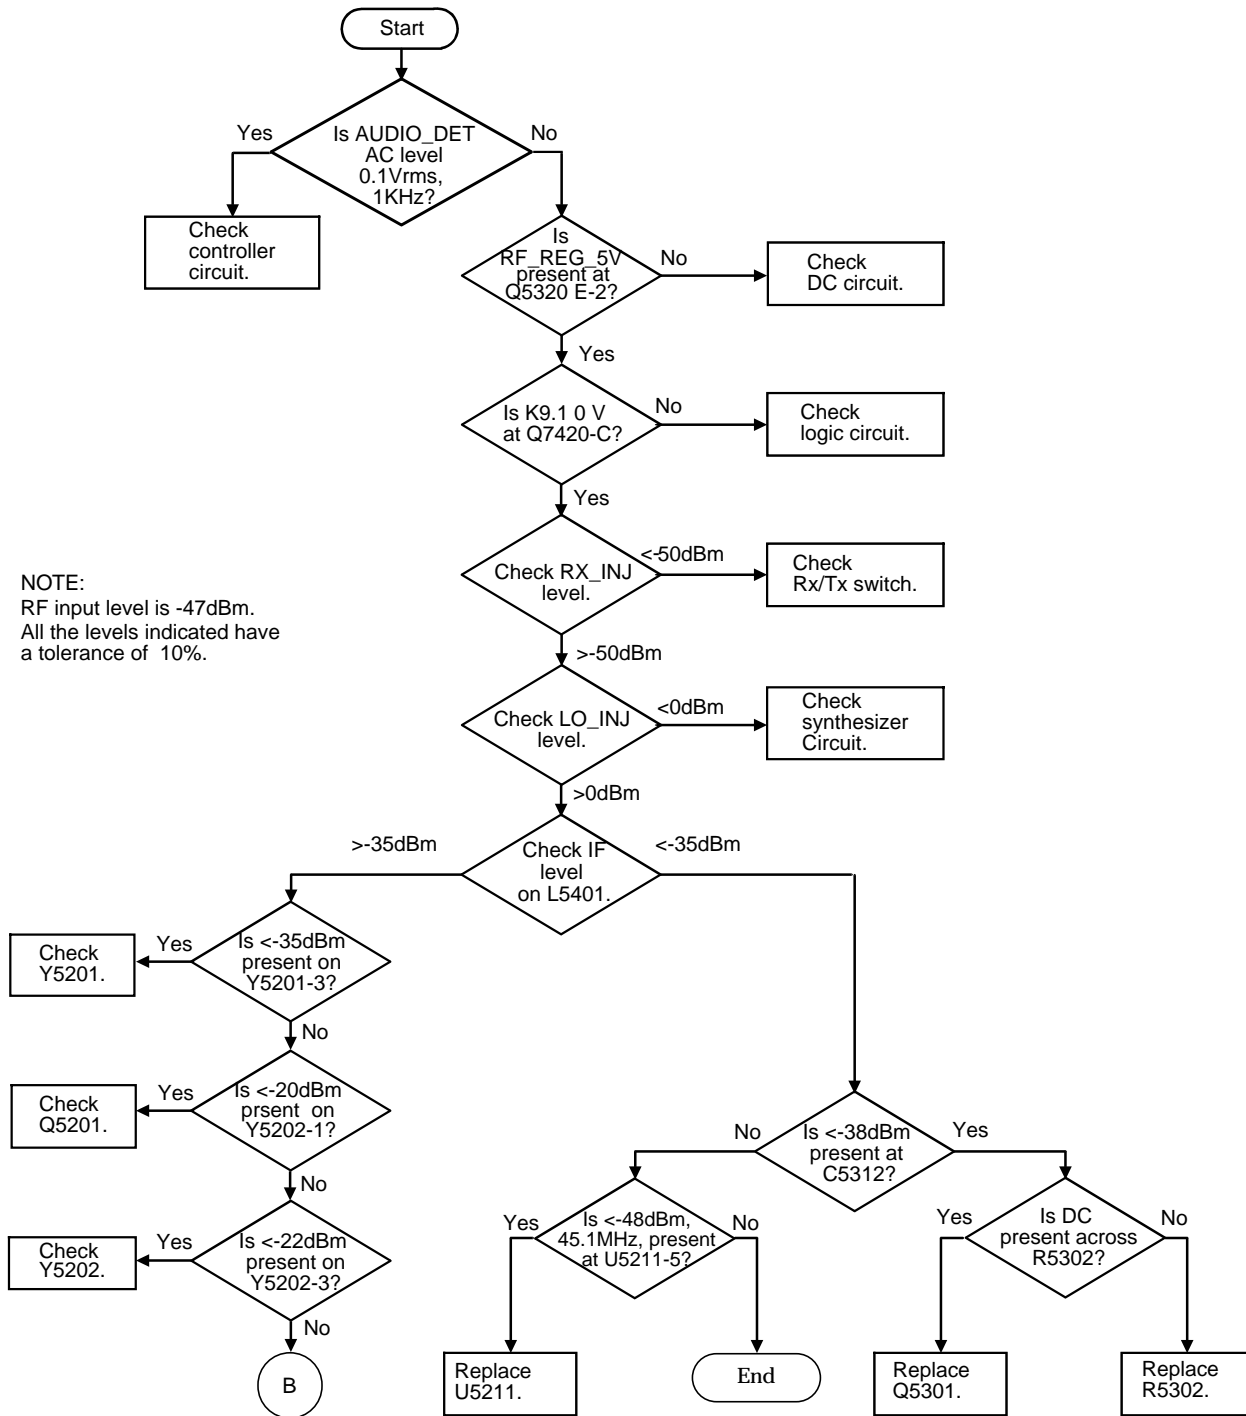 Start
Yes
No
Is AUDIO_DET
AC level
0.1Vrms,
1KHz?
Check
controller
circuit.
Is
RF_REG_5V
present at
Q5320 E-2?
No
Check
DC circuit.
Yes
Is K9.1 0 V
at Q7420-C?
No
Check
logic circuit.
Yes
Check RX_INJ
level.
<-50dBm
Check
Rx/Tx switch.
NOTE:
RF input level is -47dBm.
All the levels indicated have
a tolerance of 10%.
>-50dBm
Check LO_INJ
level.
<0dBm
Check
synthesizer
Circuit.
>0dBm
>-35dBm
Check IF
level
on L5401.
<-35dBm
Check
Y5201.
Yes
Is <-35dBm
present on
Y5201-3?
No
Check
Q5201.
Yes
Is <-20dBm
prsent on
Y5202-1?
No
Is <-38dBm
present at
C5312?
Yes
No
Check
Y5202.
Yes
Is <-22dBm
present on
Y5202-3?
No
Yes
Is <-48dBm,
45.1MHz, present
at U5211-5?
No
Yes
Is DC
present across
R5302?
No
B
Replace
U5211.
End
Replace
Q5301.
Replace
R5302.